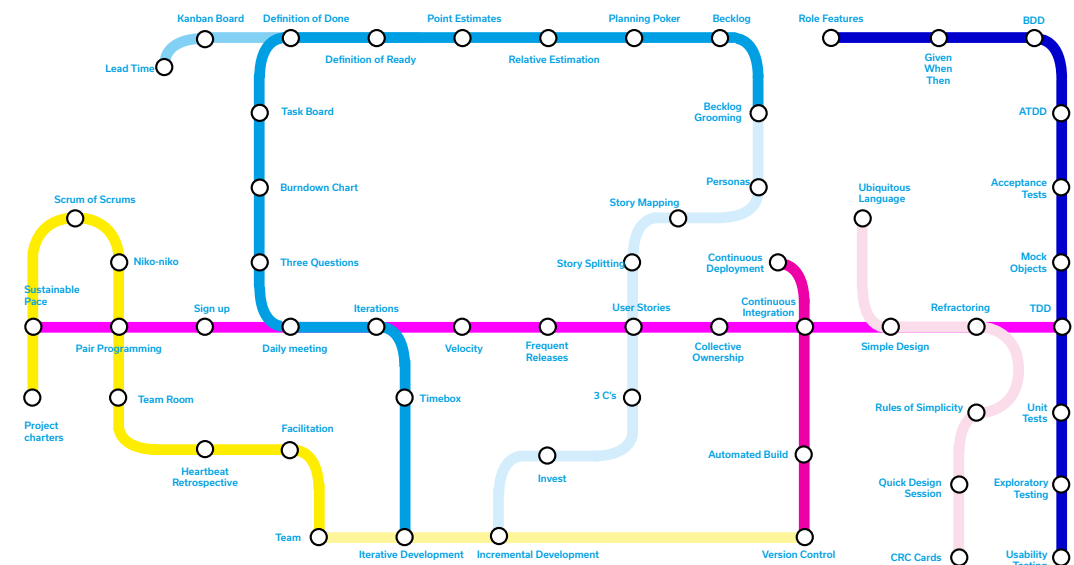 Kanban Board
Definition of Done
Point Estimates
Planning Poker
Becklog
Role Features
BDD
Lead Time
Definition of Ready
Relative Estimation
Given
When
Then
Task Board
Becklog
Grooming
ATDD
Burndown Chart
Personas
Acceptance
Tests
Scrum of Scrums
Story Mapping
Ubiquitous
Language
Niko-niko
Three Questions
Story Splitting
Continuous
Deployment
Mock
Objects
Sustainable
Pace
Sign up
Iterations
User Stories
Continuous
Integration
Refractoring
TDD
Pair Programming
Daily meeting
Velocity
Frequent
Releases
Collective
Ownership
Simple Design
Project
charters
Team Room
Timebox
3 C's
Rules of Simplicity
Unit
Tests
Facilitation
Heartbeat
Retrospective
Invest
Automated Build
Quick Design
Session
Exploratory
Testing
Team
Iterative Development
Incremental Development
Version Control
CRC Cards
Usability
Testing